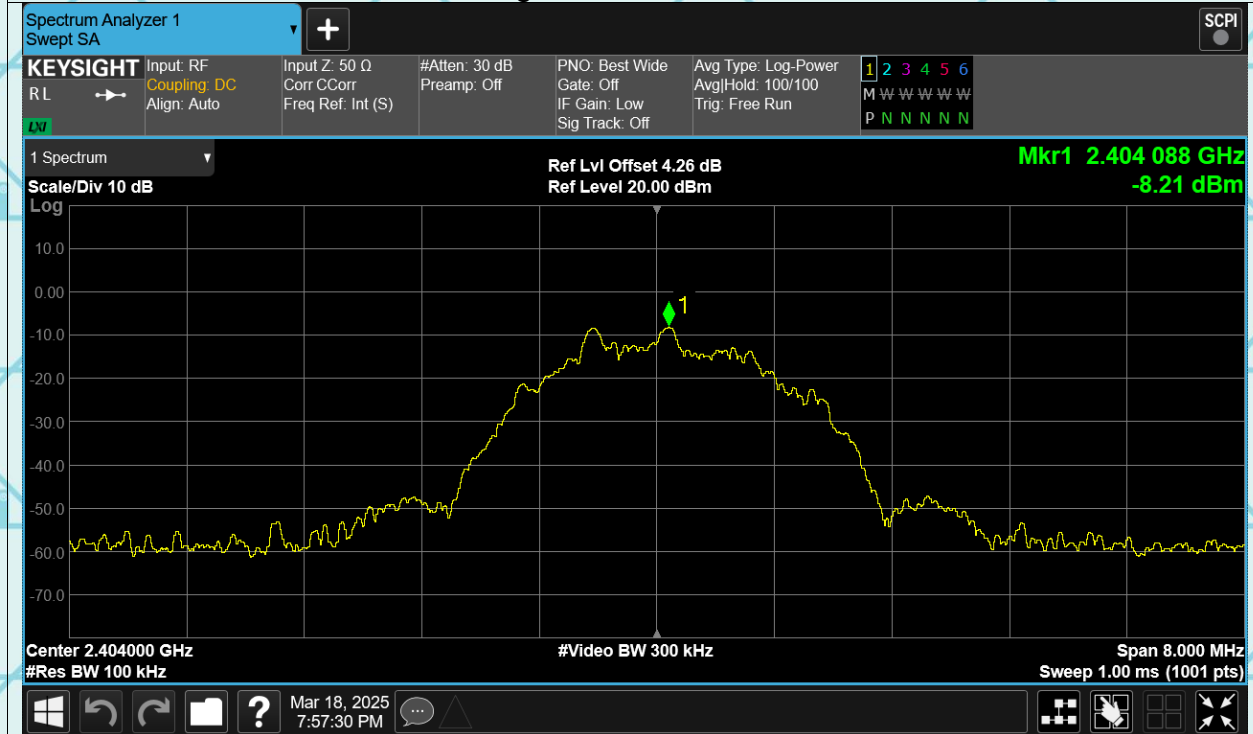 Spectrum Analyzer 1
Swept SA
+
SCPI
KEYSIGHT
RL
LXI
Input: RF
Coupling: DC
Align: Auto
Input Z: 50 Ω
Corr CCorr
Freq Ref: Int (S)
#Atten: 30 dB
Preamp: Off
PNO: Best Wide
Gate: Off
IF Gain: Low
Sig Track: Off
Avg Type: Log-Power
Avg|Hold: 100/100
Trig: Free Run
1 2 3 4 5 6
M W W W W W
P N N N N N
1 Spectrum
Scale/Div 10 dB
Ref Lvl Offset 4.26 dB
Ref Level 20.00 dBm
Mkr1 2.404 088 GHz
-8.21 dBm
Log
10.0
0.00
-10.0
-20.0
-30.0
-40.0
-50.0
-60.0
-70.0
1
Center 2.404000 GHz
#Res BW 100 kHz
#Video BW 300 kHz
Span 8.000 MHz
Sweep 1.00 ms (1001 pts)
?
Mar 18, 2025
7:57:30 PM